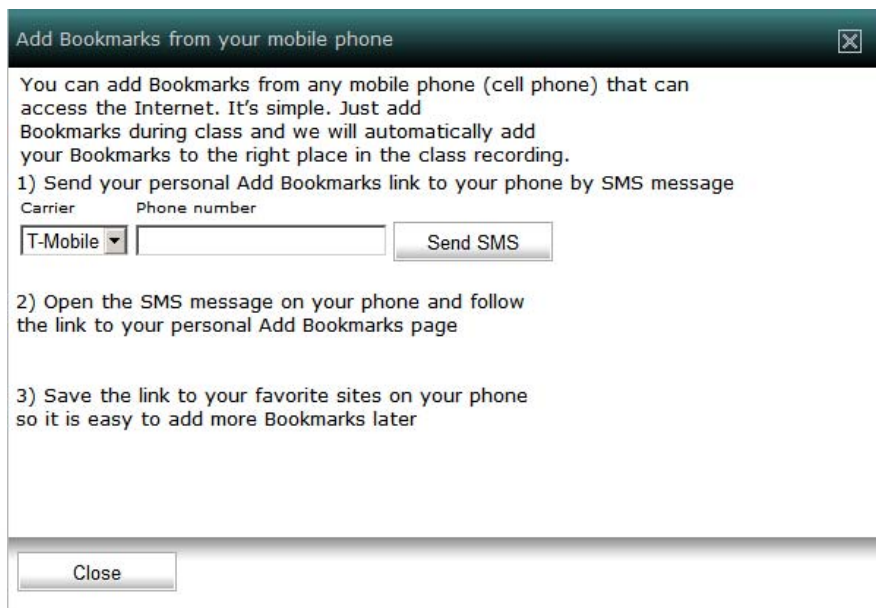 Add Bookmarks from your mobile phone
You can add Bookmarks from any mobile phone (cell phone) that can
access the Internet. It's simple. Just add
Bookmarks during class and we will automatically add
your Bookmarks to the right place in the class recording.
1) Send your personal Add Bookmarks link to your phone by SMS message
Carrier Phone number
T-Mobile Send SMS
2) Open the SMS message on your phone and follow
the link to your personal Add Bookmarks page
3) Save the link to your favorite sites on your phone
so it is easy to add more Bookmarks later
Close